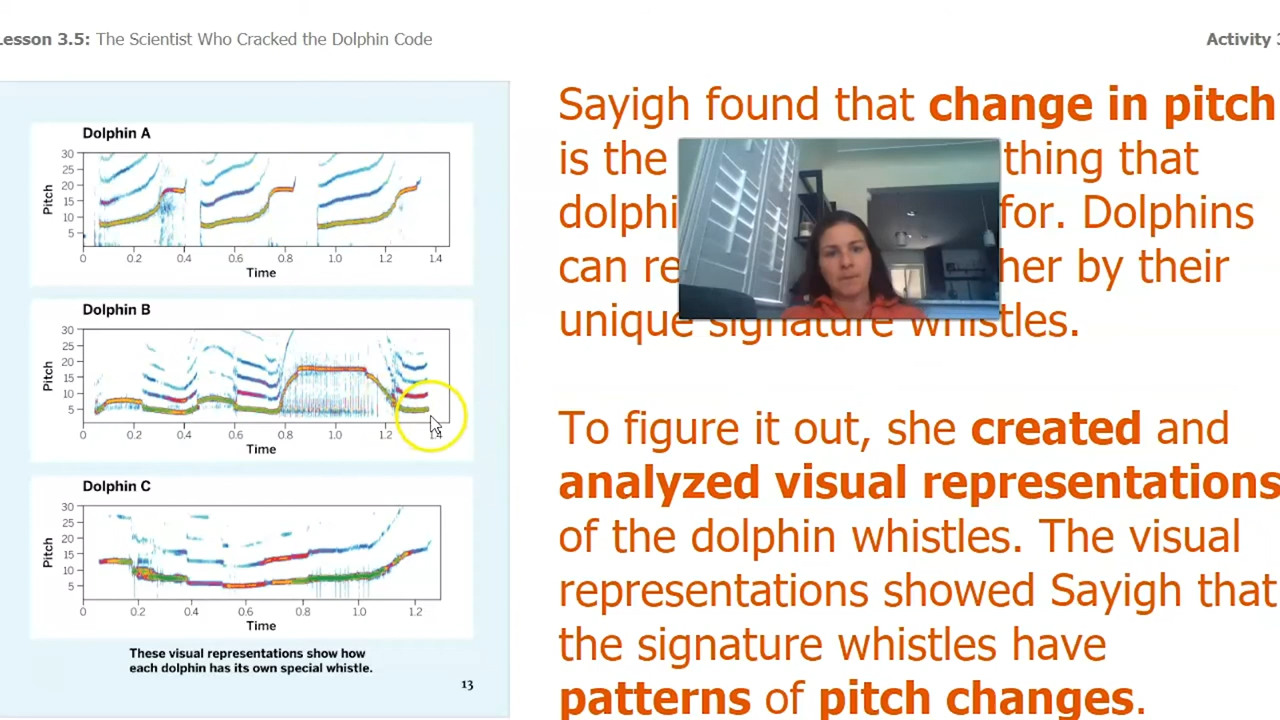 Lesson 3.5: The Scientist Who Cracked the Dolphin Code
Activity 3
Dolphin A
Pitch
30
25
20
15
10
5
0 0.2 0.4 0.6 0.8 1.0 1.2 1.4
Time
Dolphin B
Pitch
30
25
20
15
10
5
0 0.2 0.4 0.6 0.8 1.0 1.2 1.4
Time
Dolphin C
Pitch
30
25
20
15
10
5
0 0.2 0.4 0.6 0.8 1.0 1.2
Time
These visual representations show how
each dolphin has its own special whistle.
13
Sayigh found that change in pitch
is the thing that
for. Dolphins
can by their
unique signature whistles.
To figure it out, she created and
analyzed visual representations
of the dolphin whistles. The visual
representations showed Sayigh that
the signature whistles have
patterns of pitch changes.